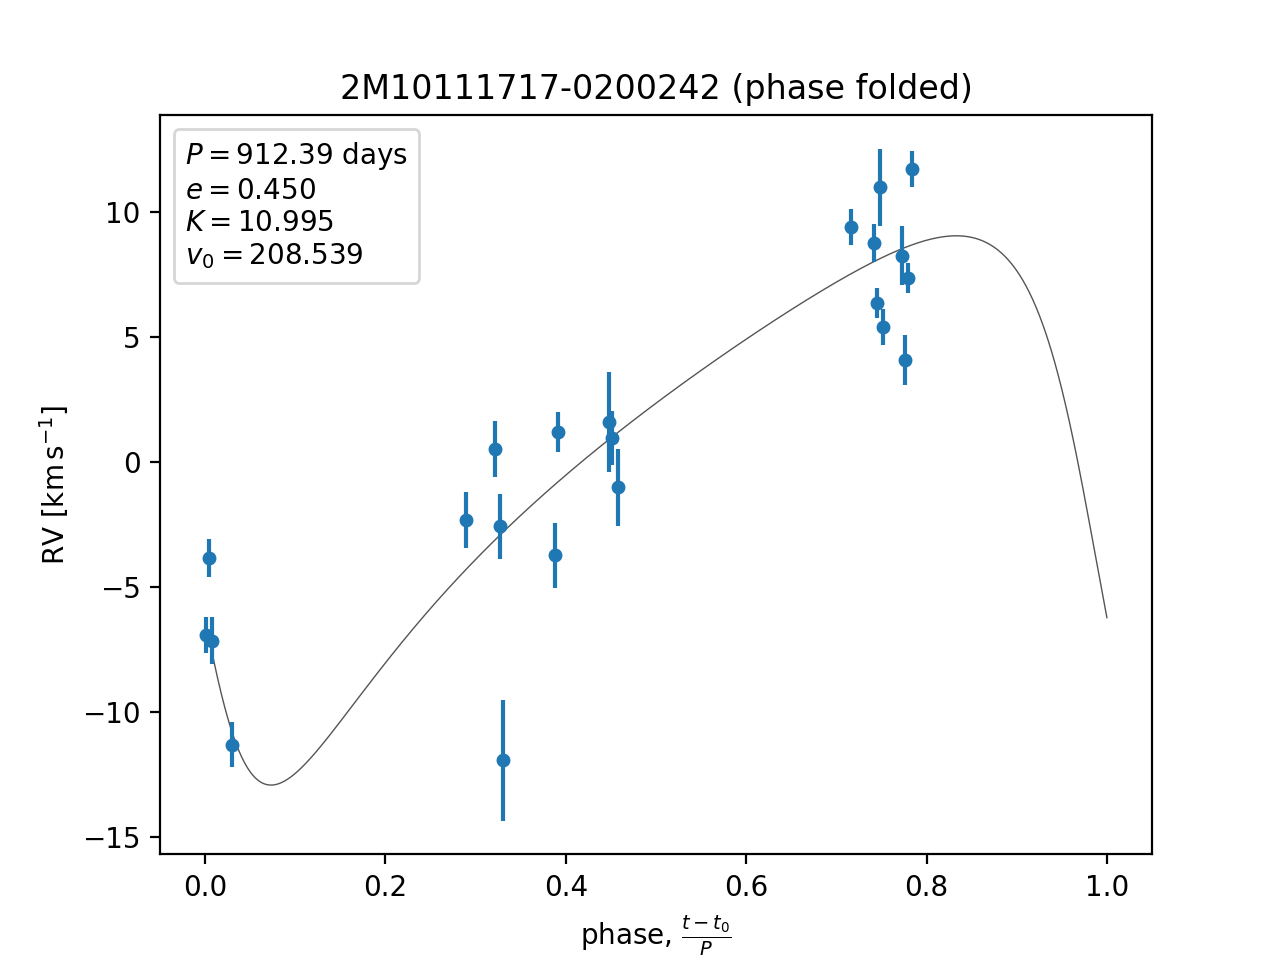 2M10111717-0200242 (phase folded)
P = 912.39 days
e = 0.450
K = 10.995
v₀ = 208.539
10
5
0
−5
−10
−15
RV [km s⁻¹]
0.0 0.2 0.4 0.6 0.8 1.0
phase, (t − t₀)/P